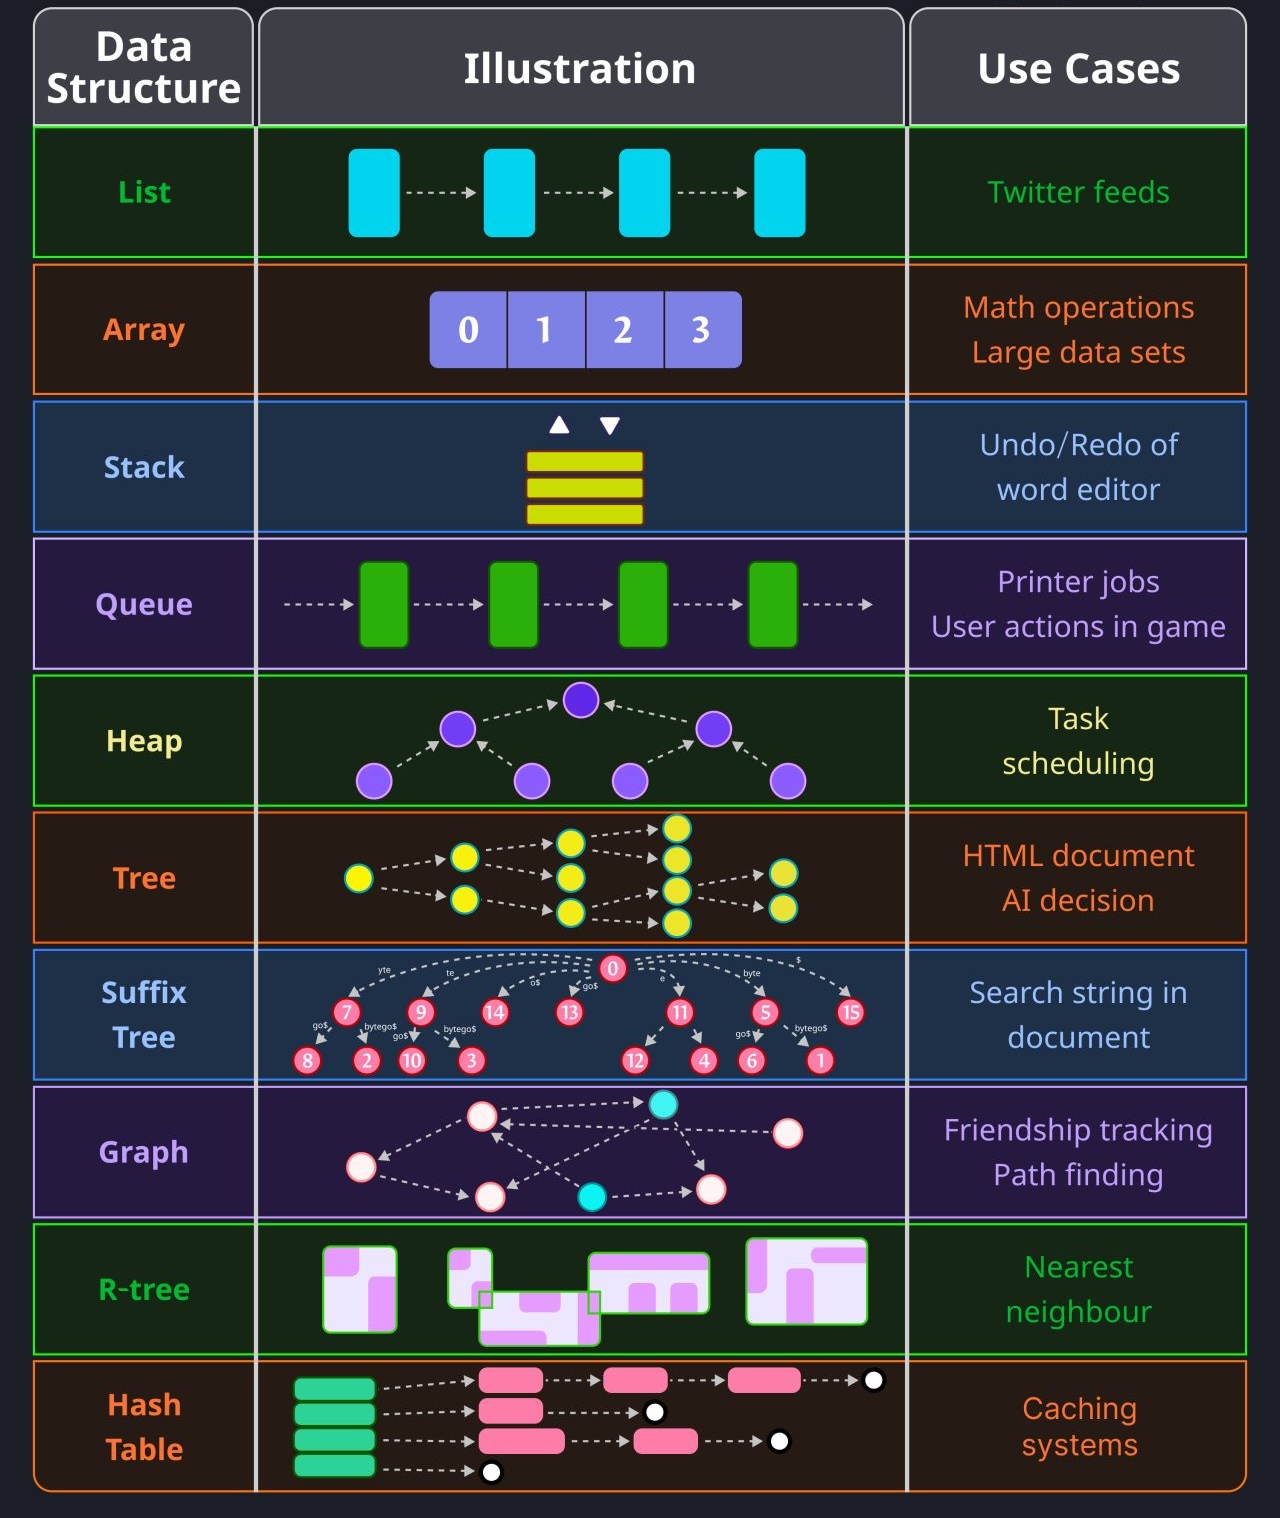 Data
Structure
Illustration
Use Cases
List
Twitter feeds
Array
0 1 2 3
Math operations
Large data sets
Stack
Undo/Redo of
word editor
Queue
Printer jobs
User actions in game
Heap
Task
scheduling
Tree
HTML document
AI decision
Suffix
Tree
0
yte te o$ go$ e byte $
7 9 14 13 11 5 15
go$ bytego$ go$ bytego$ go$ bytego$
8 2 10 3 12 4 6 1
Search string in
document
Graph
Friendship tracking
Path finding
R-tree
Nearest
neighbour
Hash
Table
Caching
systems